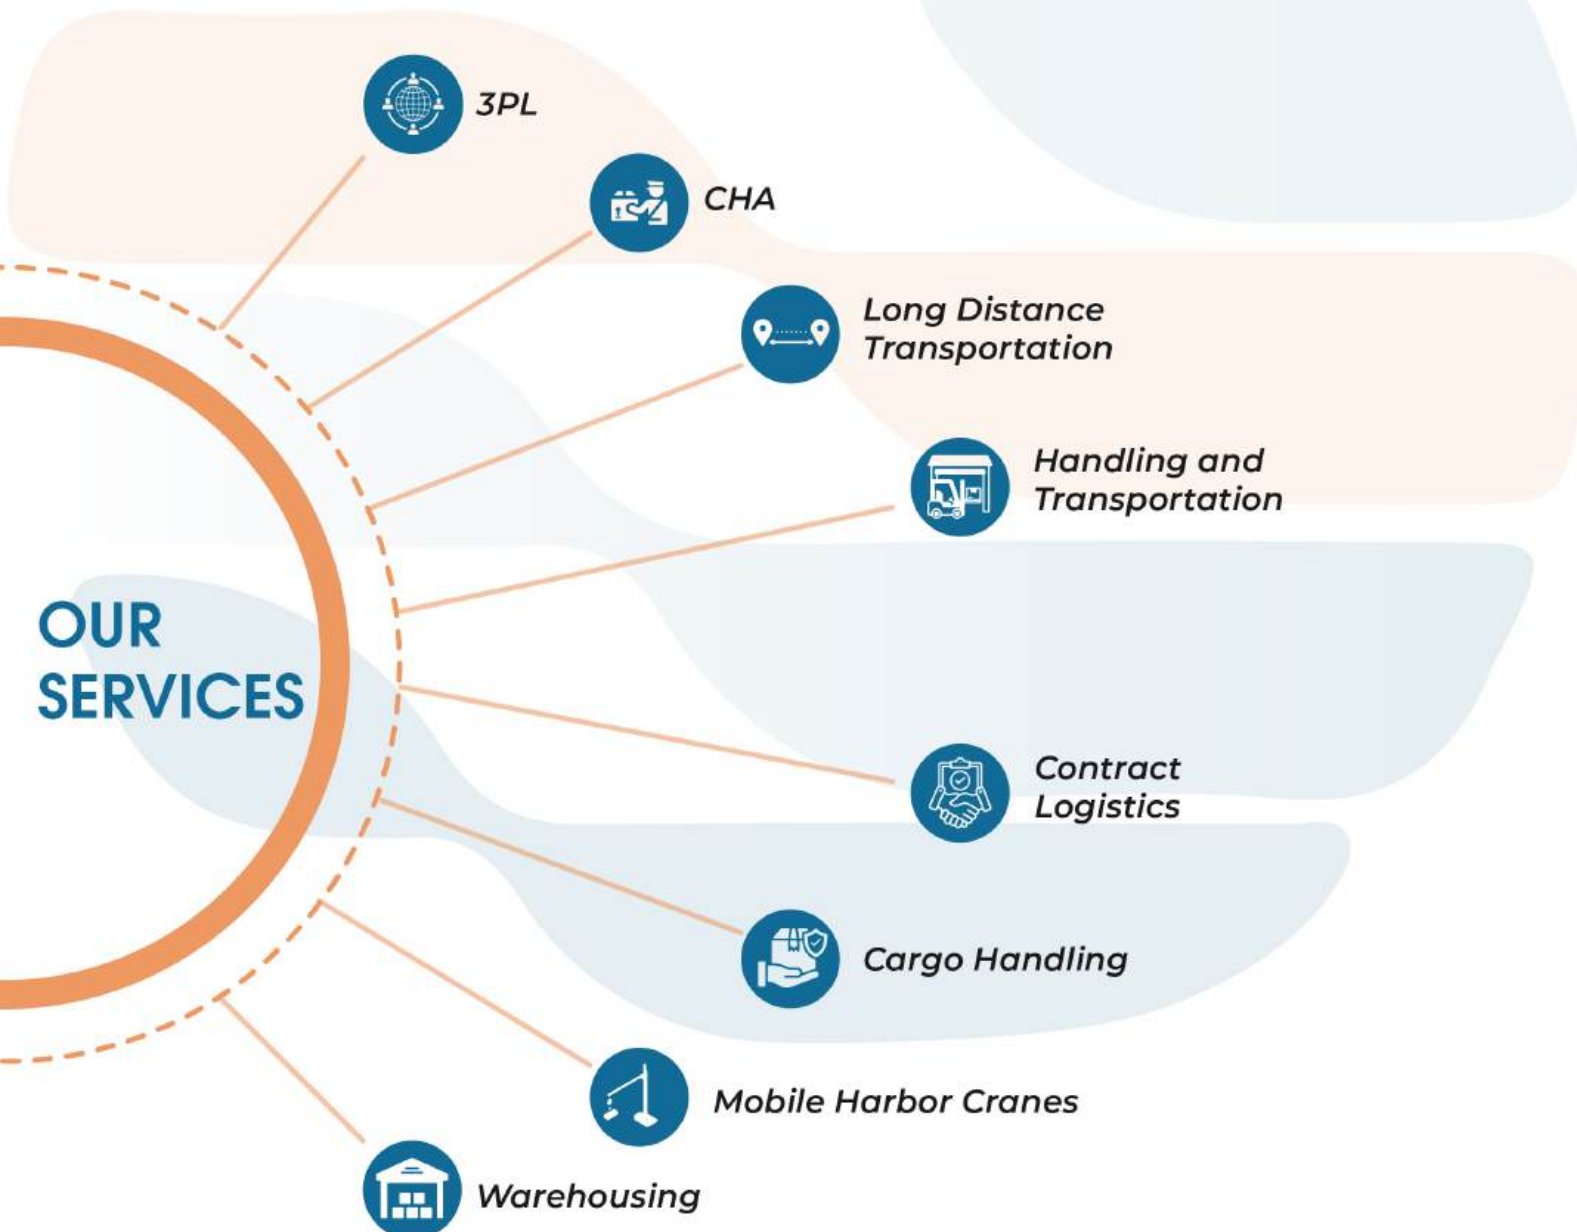 3PL
CHA
Long Distance
Transportation
Handling and
Transportation
OUR
SERVICES
Contract
Logistics
Cargo Handling
Mobile Harbor Cranes
Warehousing